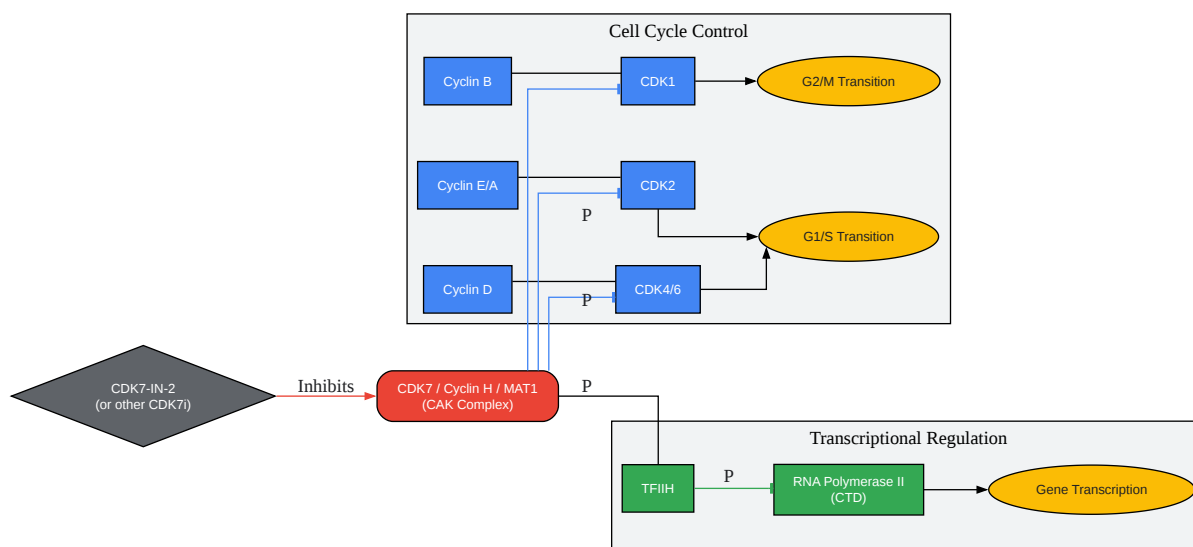 Cell Cycle Control
Cyclin B
CDK1
G2/M Transition
Cyclin E/A
CDK2
P
G1/S Transition
Cyclin D
P
CDK4/6
CDK7-IN-2
(or other CDK7i)
Inhibits
CDK7 / Cyclin H / MAT1
(CAK Complex)
P
Transcriptional Regulation
TFIIH
P
RNA Polymerase II
(CTD)
Gene Transcription